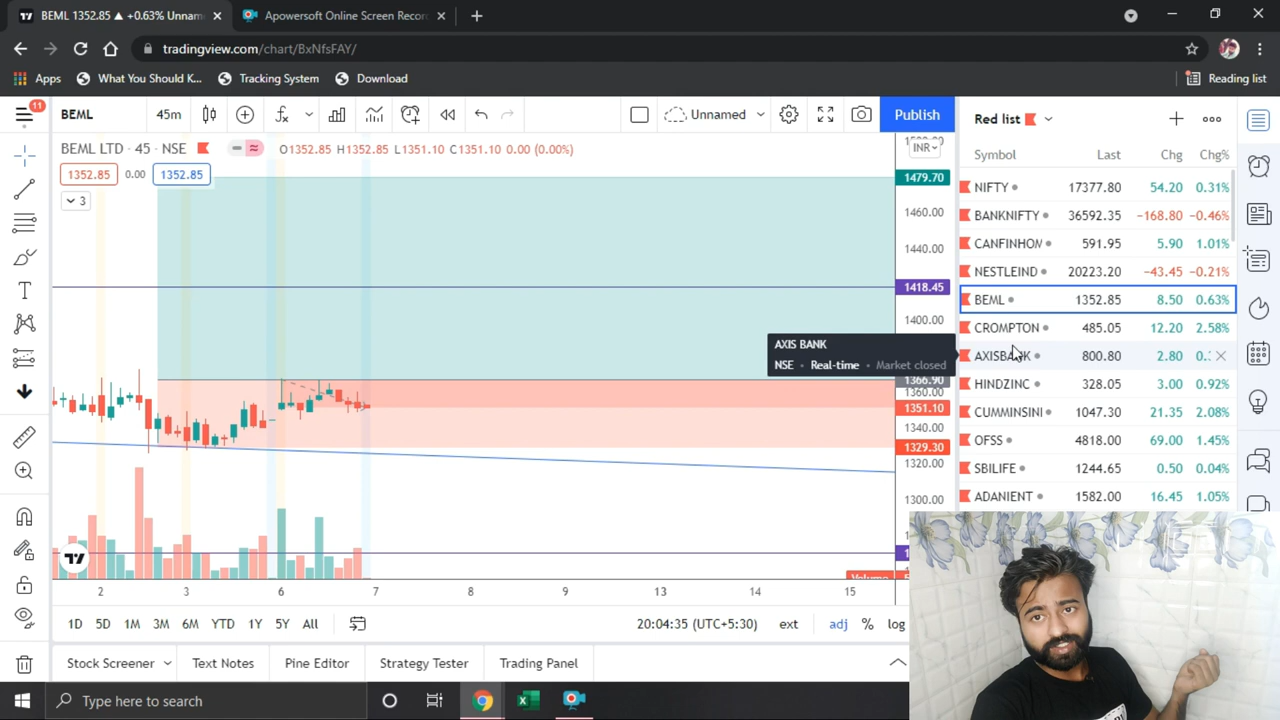 BEML 1352.85 ▲ +0.63% Unnam
Apowersoft Online Screen Recor
tradingview.com/chart/BxNfsFAY/
Apps
What You Should K...
Tracking System
Download
Reading list
11
BEML
45m
Unnamed
Publish
Red list
BEML LTD · 45 · NSE
O1352.85 H1352.85 L1351.10 C1351.10 0.00 (0.00%)
INR
1352.85 0.00 1352.85
3
1479.70
1460.00
1440.00
1418.45
1400.00
1366.90
1360.00
1351.10
1340.00
1329.30
1320.00
1300.00
Volume
2 3 6 7 8 9 13 14 15
AXIS BANK
NSE • Real-time • Market closed
Symbol Last Chg Chg%
NIFTY 17377.80 54.20 0.31%
BANKNIFTY 36592.35 −168.80 −0.46%
CANFINHOM 591.95 5.90 1.01%
NESTLEIND 20223.20 −43.45 −0.21%
BEML 1352.85 8.50 0.63%
CROMPTON 485.05 12.20 2.58%
AXISBANK 800.80 2.80
HINDZINC 328.05 3.00 0.92%
CUMMINSINI 1047.30 21.35 2.08%
OFSS 4818.00 69.00 1.45%
SBILIFE 1244.65 0.50 0.04%
ADANIENT 1582.00 16.45 1.05%
1D 5D 1M 3M 6M YTD 1Y 5Y All
20:04:35 (UTC+5:30) ext adj % log
Stock Screener
Text Notes
Pine Editor
Strategy Tester
Trading Panel
Type here to search